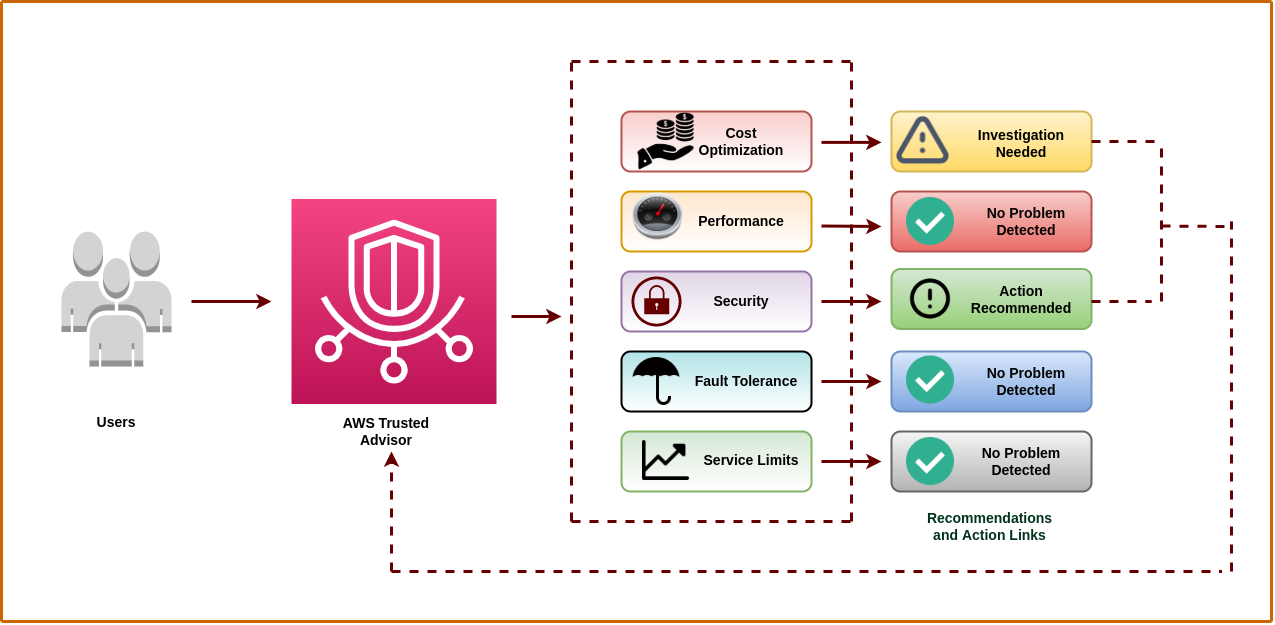 Users
AWS Trusted
Advisor
Cost
Optimization
Performance
Security
Fault Tolerance
Service Limits
Investigation
Needed
No Problem
Detected
Action
Recommended
No Problem
Detected
No Problem
Detected
Recommendations
and Action Links